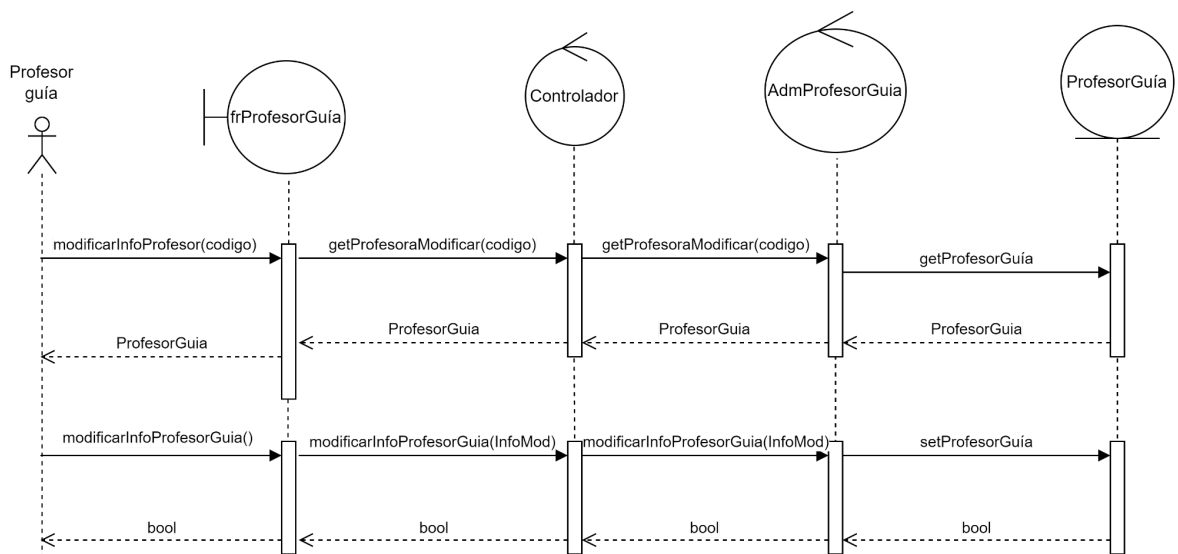 Profesor
guía
frProfesorGuía
Controlador
AdmProfesorGuia
ProfesorGuía
modificarInfoProfesor(codigo)
getProfesoraModificar(codigo)
getProfesoraModificar(codigo)
getProfesorGuía
ProfesorGuia
ProfesorGuia
ProfesorGuia
ProfesorGuia
modificarInfoProfesorGuia()
modificarInfoProfesorGuia(InfoMod)
modificarInfoProfesorGuia(InfoMod)
setProfesorGuía
bool
bool
bool
bool